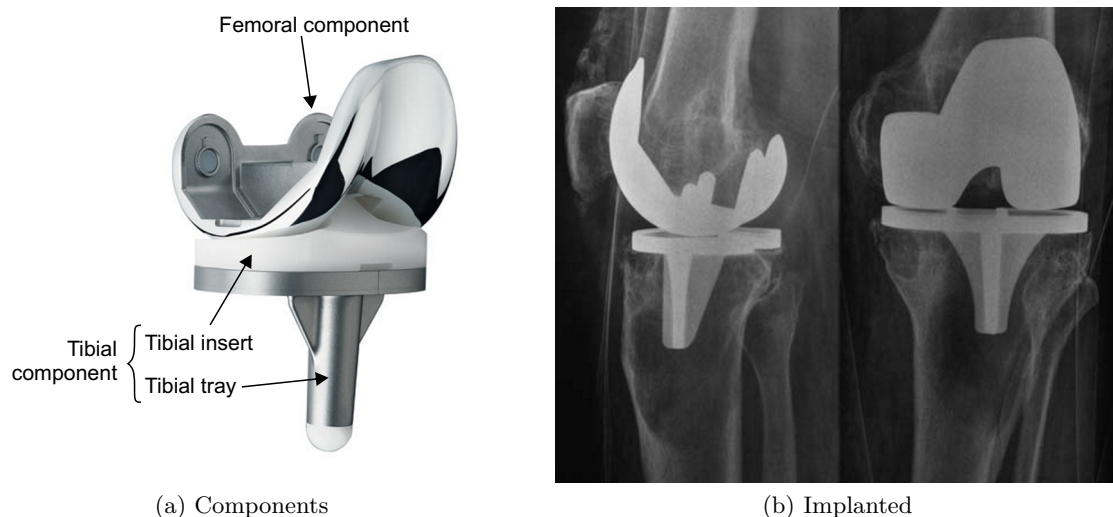 Femoral component
Tibial
component
Tibial insert
Tibial tray
(a) Components
(b) Implanted